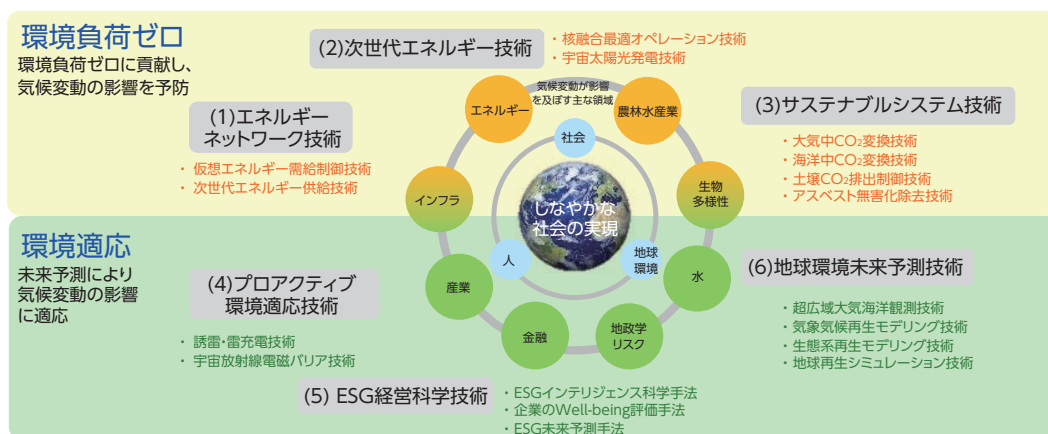 環境負荷ゼロ
環境負荷ゼロに貢献し、
気候変動の影響を予防
(1)エネルギー
ネットワーク技術
・仮想エネルギー需給制御技術
・次世代エネルギー供給技術
(2)次世代エネルギー技術
・核融合最適オペレーション技術
・宇宙太陽光発電技術
(3)サステナブルシステム技術
・大気中CO₂変換技術
・海洋中CO₂変換技術
・土壌CO₂排出制御技術
・アスベスト無害化除去技術
気候変動が影響
を及ぼす主な領域
エネルギー
農林水産業
インフラ
生物
多様性
社会
しなやかな
社会の実現
人
地球
環境
産業
水
金融
地政学
リスク
環境適応
未来予測により
気候変動の影響
に適応
(4)プロアクティブ
環境適応技術
・誘雷・雷充電技術
・宇宙放射線電磁バリア技術
(5) ESG経営科学技術
・ESGインテリジェンス科学手法
・企業のWell-being評価手法
・ESG未来予測手法
(6)地球環境未来予測技術
・超広域大気海洋観測技術
・気象気候再生モデリング技術
・生態系再生モデリング技術
・地球再生シミュレーション技術